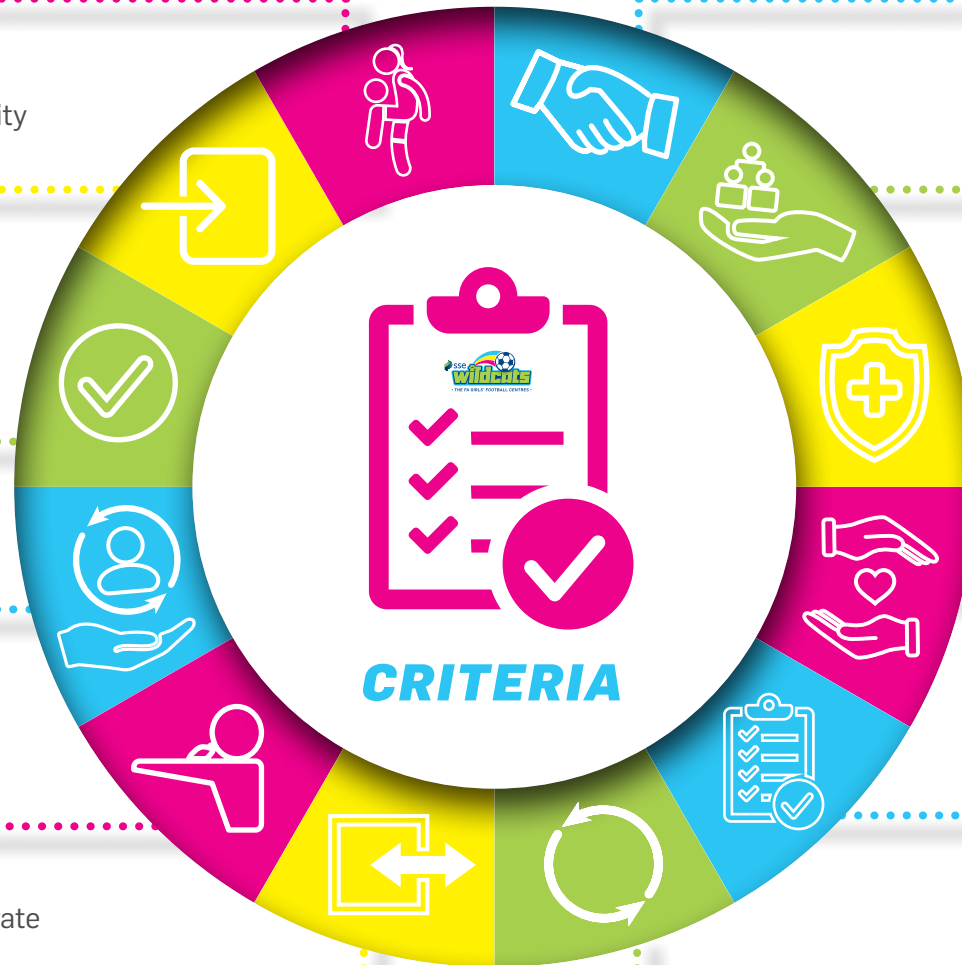 ity
sse
wildcats
• THE FA GIRLS' FOOTBALL CENTRES •
CRITERIA
ate